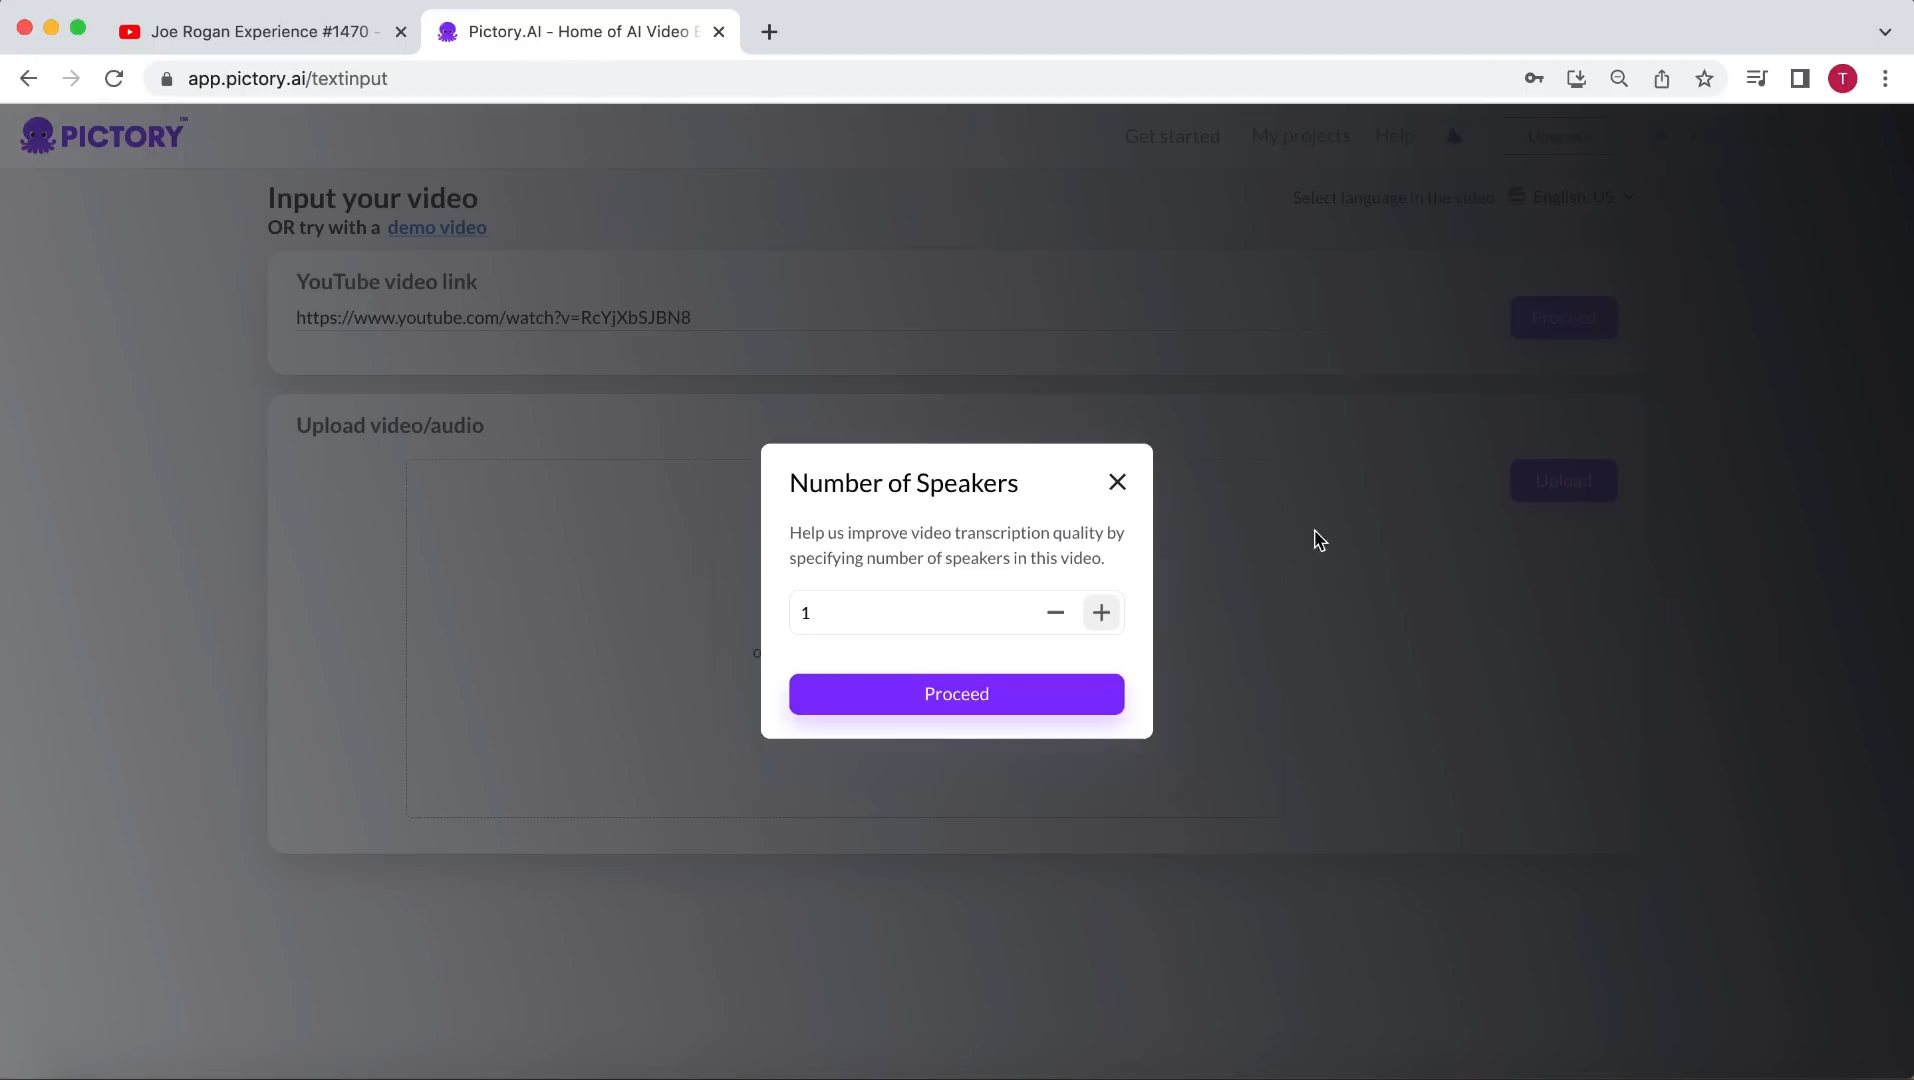 Joe Rogan Experience #1470 -
Pictory.AI - Home of AI Video E
app.pictory.ai/textinput
T
PICTORY™
Get started
My projects
Help
Upgrade
Input your video
OR try with a demo video
Select language in the video
English, US
YouTube video link
https://www.youtube.com/watch?v=RcYjXbSJBN8
Proceed
Upload video/audio
Upload
Number of Speakers
Help us improve video transcription quality by
specifying number of speakers in this video.
1
Proceed